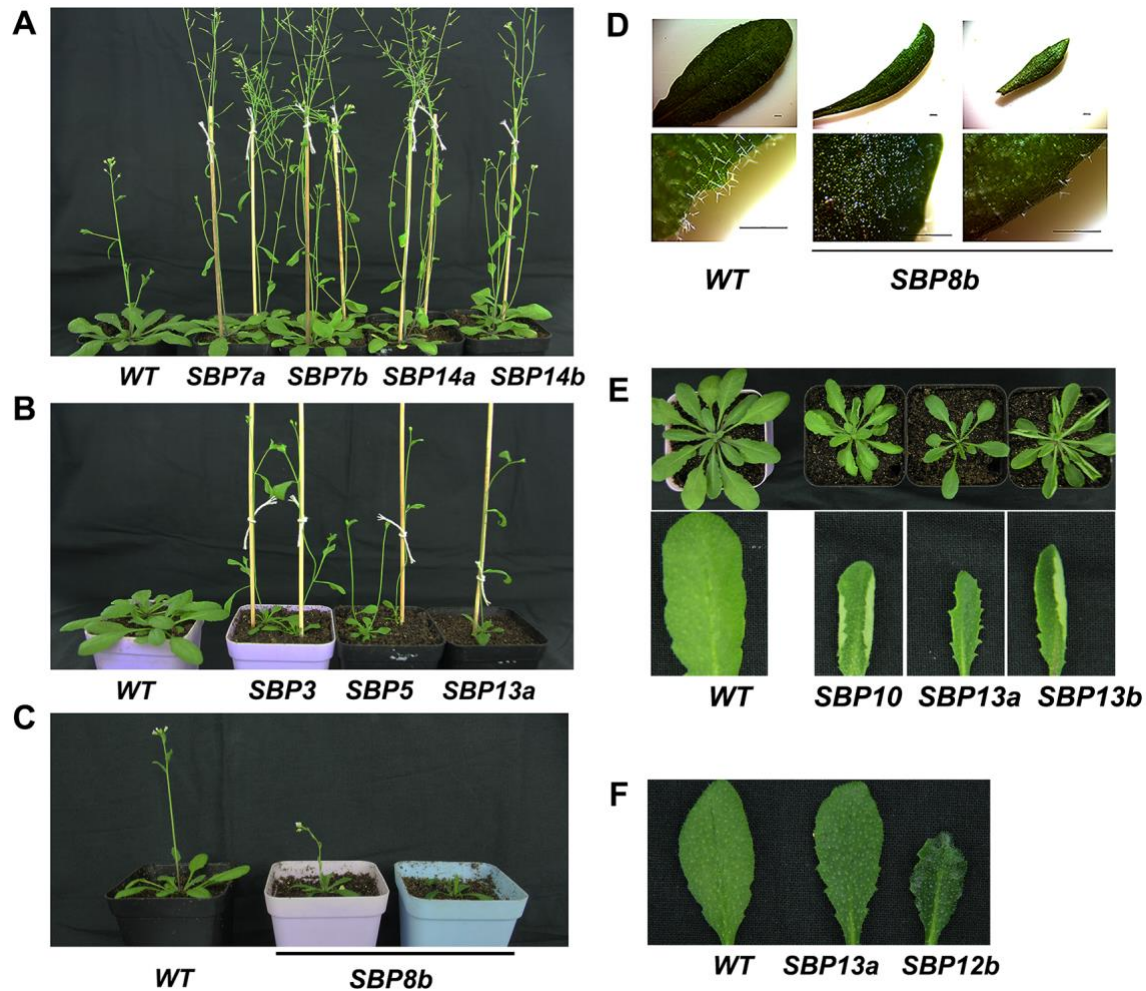 A
WT SBP7a SBP7b SBP14a SBP14b
B
WT SBP3 SBP5 SBP13a
C
WT SBP8b
D
WT SBP8b
E
WT SBP10 SBP13a SBP13b
F
WT SBP13a SBP12b